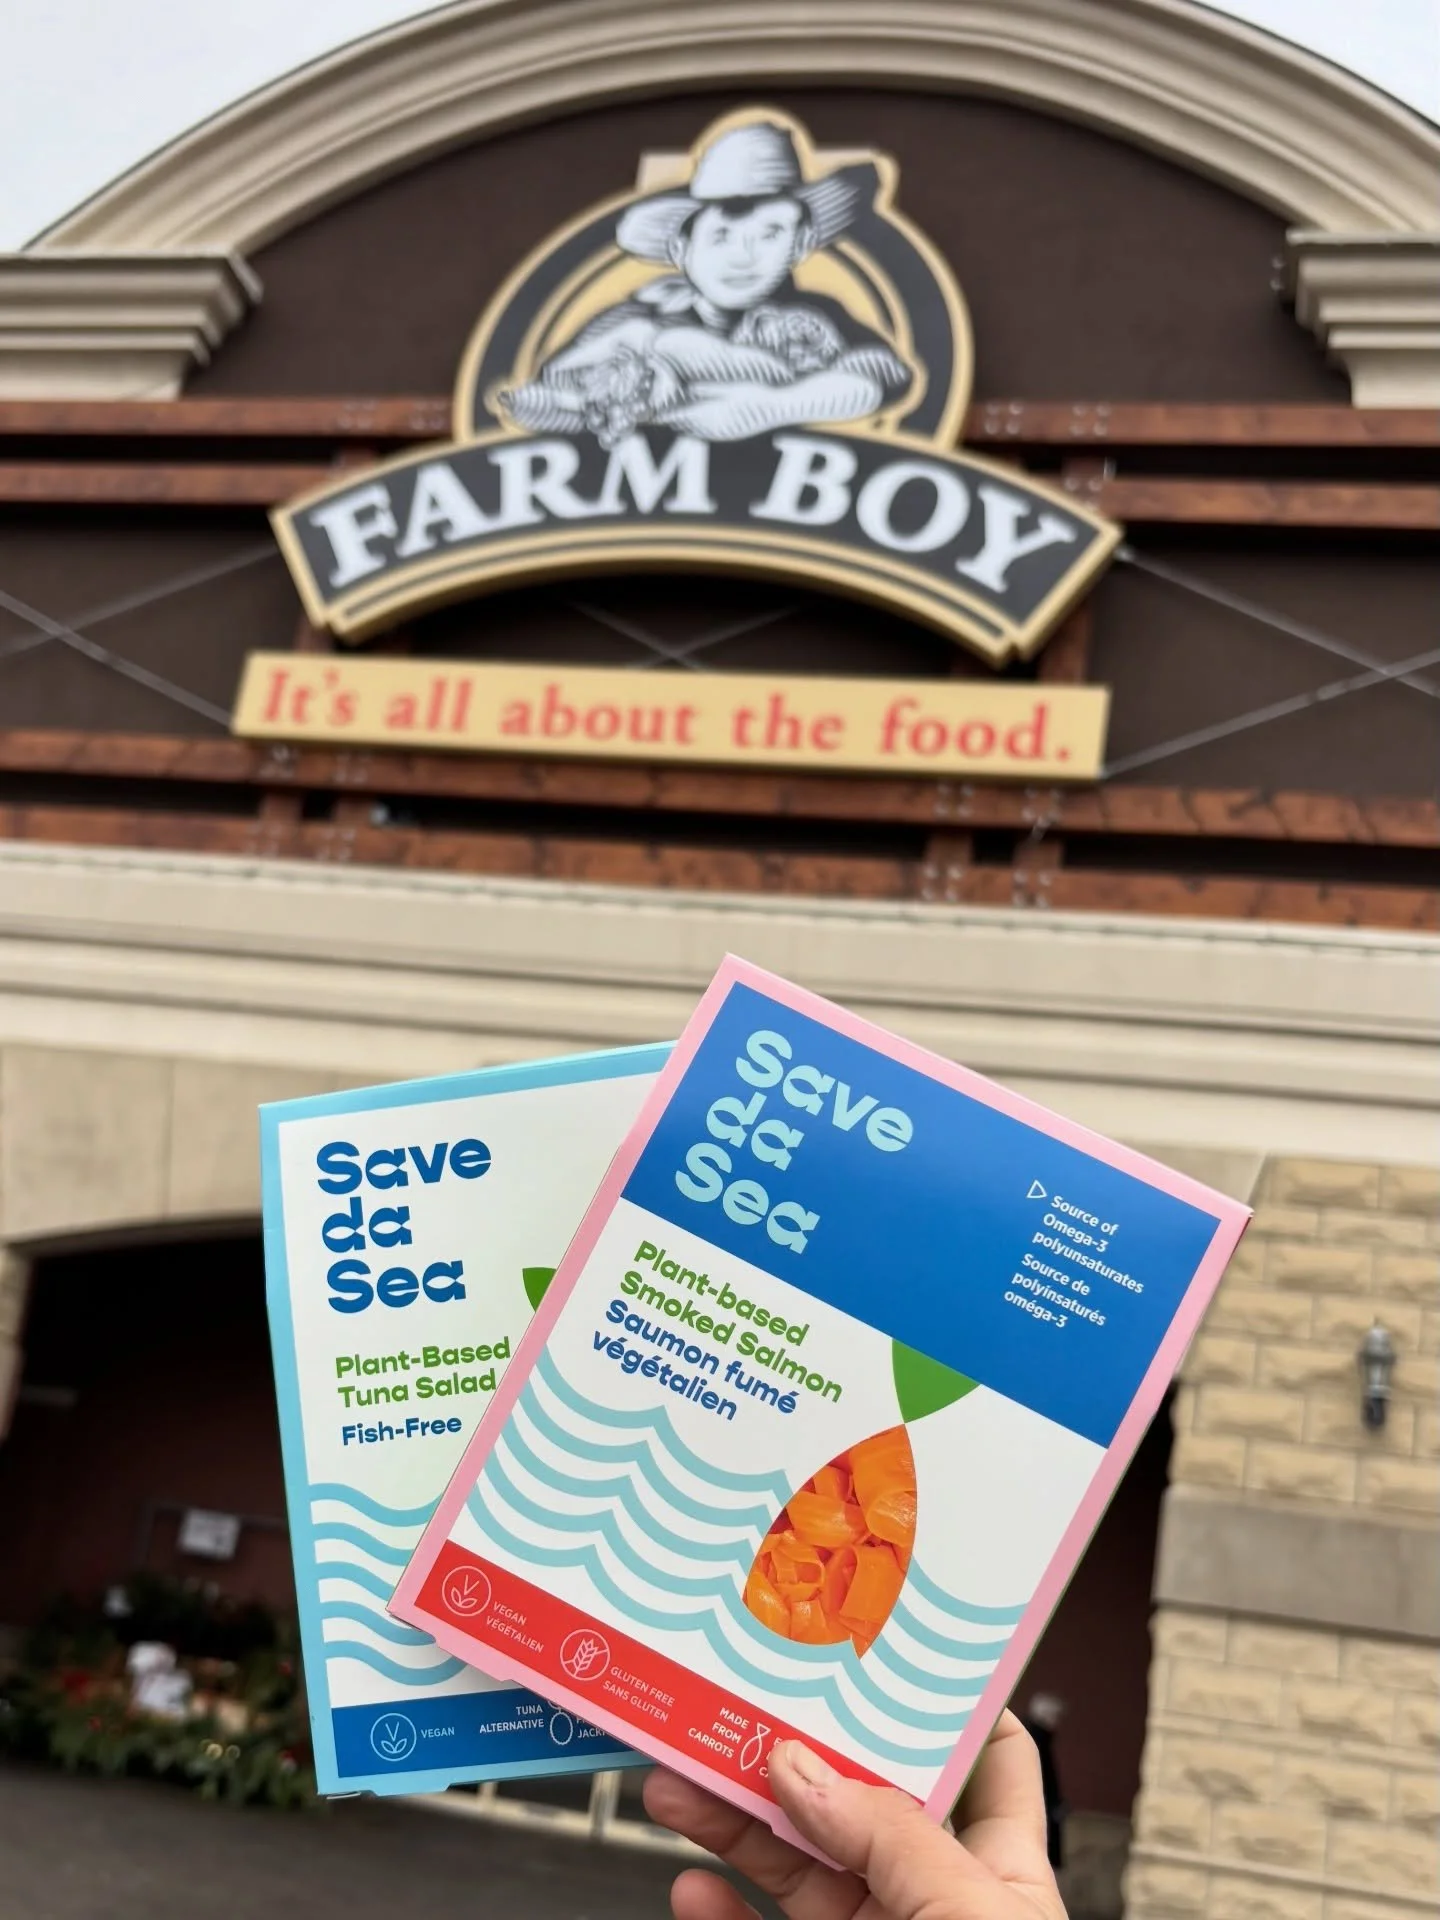 FARM BOY
It's all about the food.
Save
da
Sea
Plant-Based
Tuna Salad
Fish-Free
VEGAN
TUNA
ALTERNATIVE
Save
da
Sea
Source of
Omega-3
polyunsaturates
Source de
polyinsaturés
oméga-3
Plant-based
Smoked Salmon
Saumon fumé
végétalien
VEGAN
VÉGÉTALIEN
GLUTEN FREE
SANS GLUTEN
MADE
FROM
CARROTS